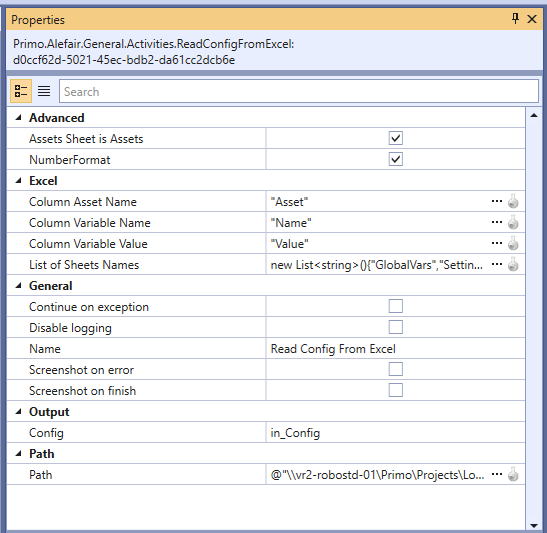 Properties
Primo.Alefair.General.Activities.ReadConfigFromExcel:
d0ccf62d-5021-45ec-bdb2-da61cc2dcb6e
Search
Advanced
Assets Sheet is Assets
NumberFormat
Excel
Column Asset Name "Asset" ...
Column Variable Name "Name" ...
Column Variable Value "Value" ...
List of Sheets Names new List<string>(){"GlobalVars","Settin... ...
General
Continue on exception
Disable logging
Name Read Config From Excel
Screenshot on error
Screenshot on finish
Output
Config in_Config
Path
Path @"\\vr2-robostd-01\Primo\Projects\Lo... ...